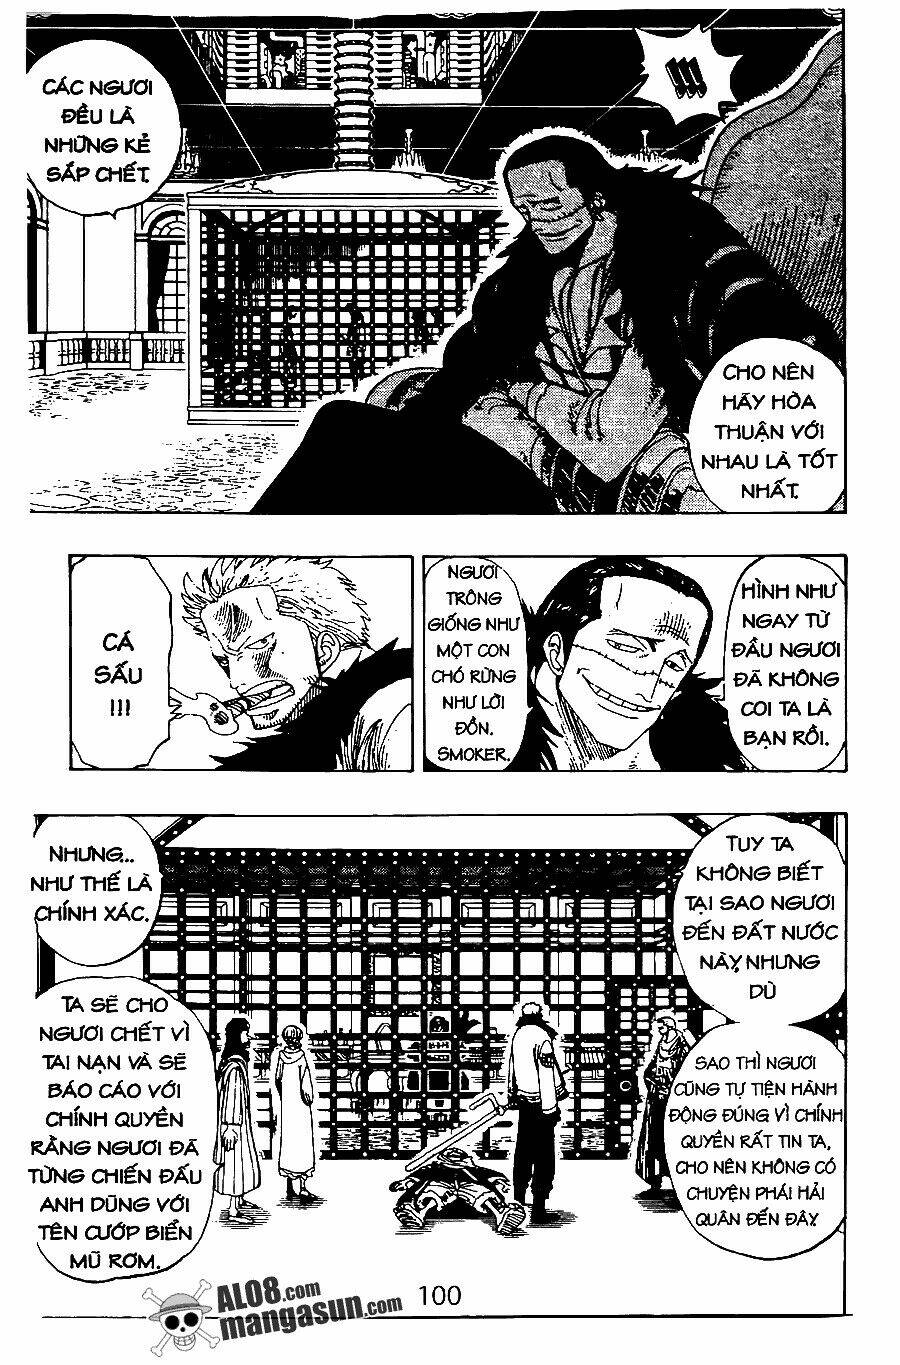 CÁC NGƯƠI
ĐỀU LÀ
NHỮNG KẺ
SẮP CHẾT.
!!!
CHO NÊN
HÃY HÒA
THUẬN VỚI
NHAU LÀ TỐT
NHẤT.
HÌNH NHƯ
NGAY TỪ
ĐẦU NGƯƠI
ĐÃ KHÔNG
COI TA LÀ
BẠN RỒI.
NGƯƠI
TRÔNG
GIỐNG NHƯ
MỘT CON
CHÓ RỪNG
NHƯ LỜI
ĐỒN.
SMOKER.
CÁ
SẤU
!!!
TUY TA
KHÔNG BIẾT
TẠI SAO NGƯƠI
ĐẾN ĐẤT NƯỚC
NÀY, NHƯNG
DÙ
SAO THÌ NGƯƠI
CŨNG TỰ TIỆN HÀNH
ĐỘNG ĐÚNG VÌ CHÍNH
QUYỀN RẤT TIN TA,
CHO NÊN KHÔNG CÓ
CHUYỆN PHÁI HẢI
QUÂN ĐẾN ĐÂY.
NHƯNG...
NHƯ THẾ LÀ
CHÍNH XÁC.
TA SẼ CHO
NGƯƠI CHẾT VÌ
TAI NẠN VÀ SẼ
BÁO CÁO VỚI
CHÍNH QUYỀN
RẰNG NGƯƠI ĐÃ
TỪNG CHIẾN ĐẤU
ANH DŨNG VỚI
TÊN CƯỚP BIỂN
MŨ RƠM.
AL08.com
mangasun.com
100